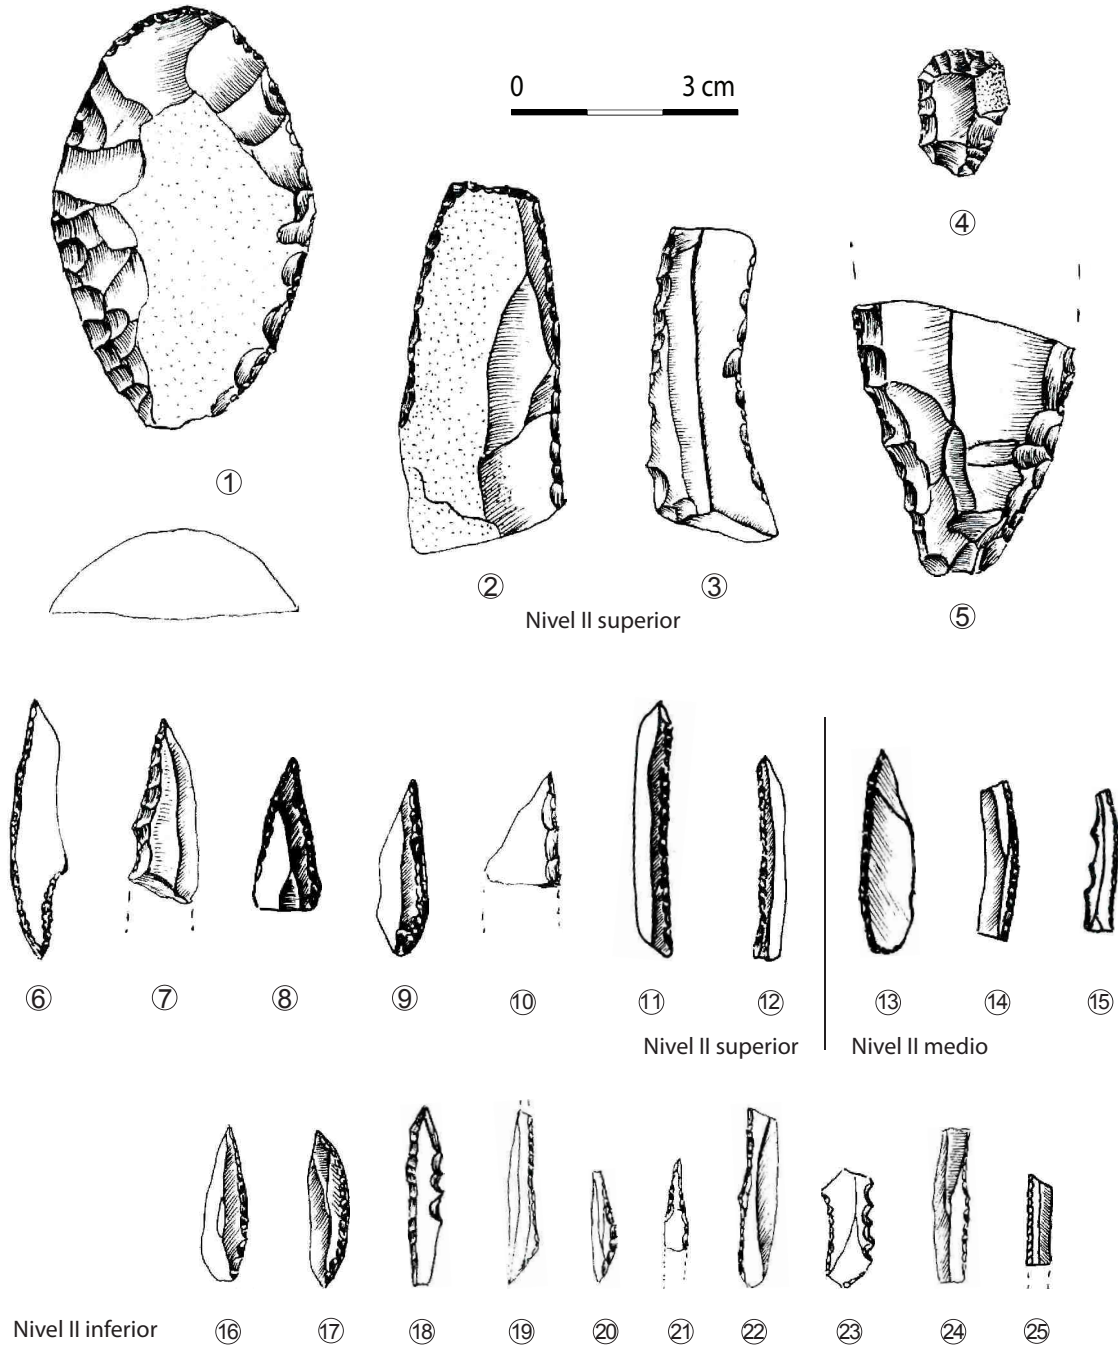 0 3 cm
④
①
② ③
Nivel II superior
⑤
⑥ ⑦ ⑧ ⑨ ⑩ ⑪ ⑫ ⑬ ⑭ ⑮
Nivel II superior Nivel II medio
Nivel II inferior ⑯ ⑰ ⑱ ⑲ ⑳ ㉑ ㉒ ㉓ ㉔ ㉕